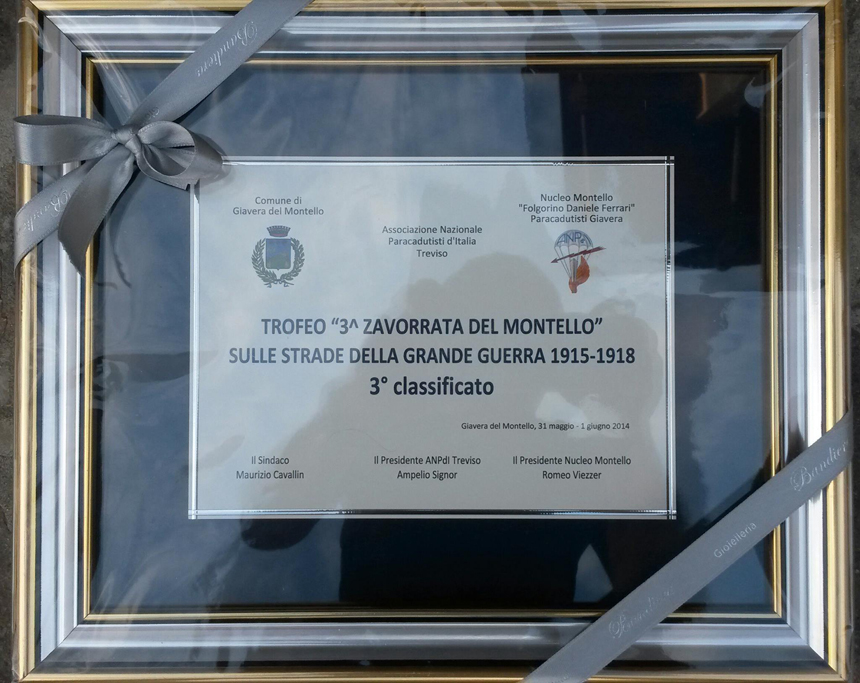 Bandiera
Comune di
Giavera del Montello
Associazione Nazionale
Paracadutisti d'Italia
Treviso
Nucleo Montello
"Folgorino Daniele Ferrari"
Paracadutisti Giavera
ANPd'I
TROFEO “3^ ZAVORRATA DEL MONTELLO”
SULLE STRADE DELLA GRANDE GUERRA 1915-1918
3° classificato
Giavera del Montello, 31 maggio - 1 giugno 2014
Il Sindaco
Maurizio Cavallin
Il Presidente ANPdI Treviso
Ampelio Signor
Il Presidente Nucleo Montello
Romeo Viezzer
Gioielleria